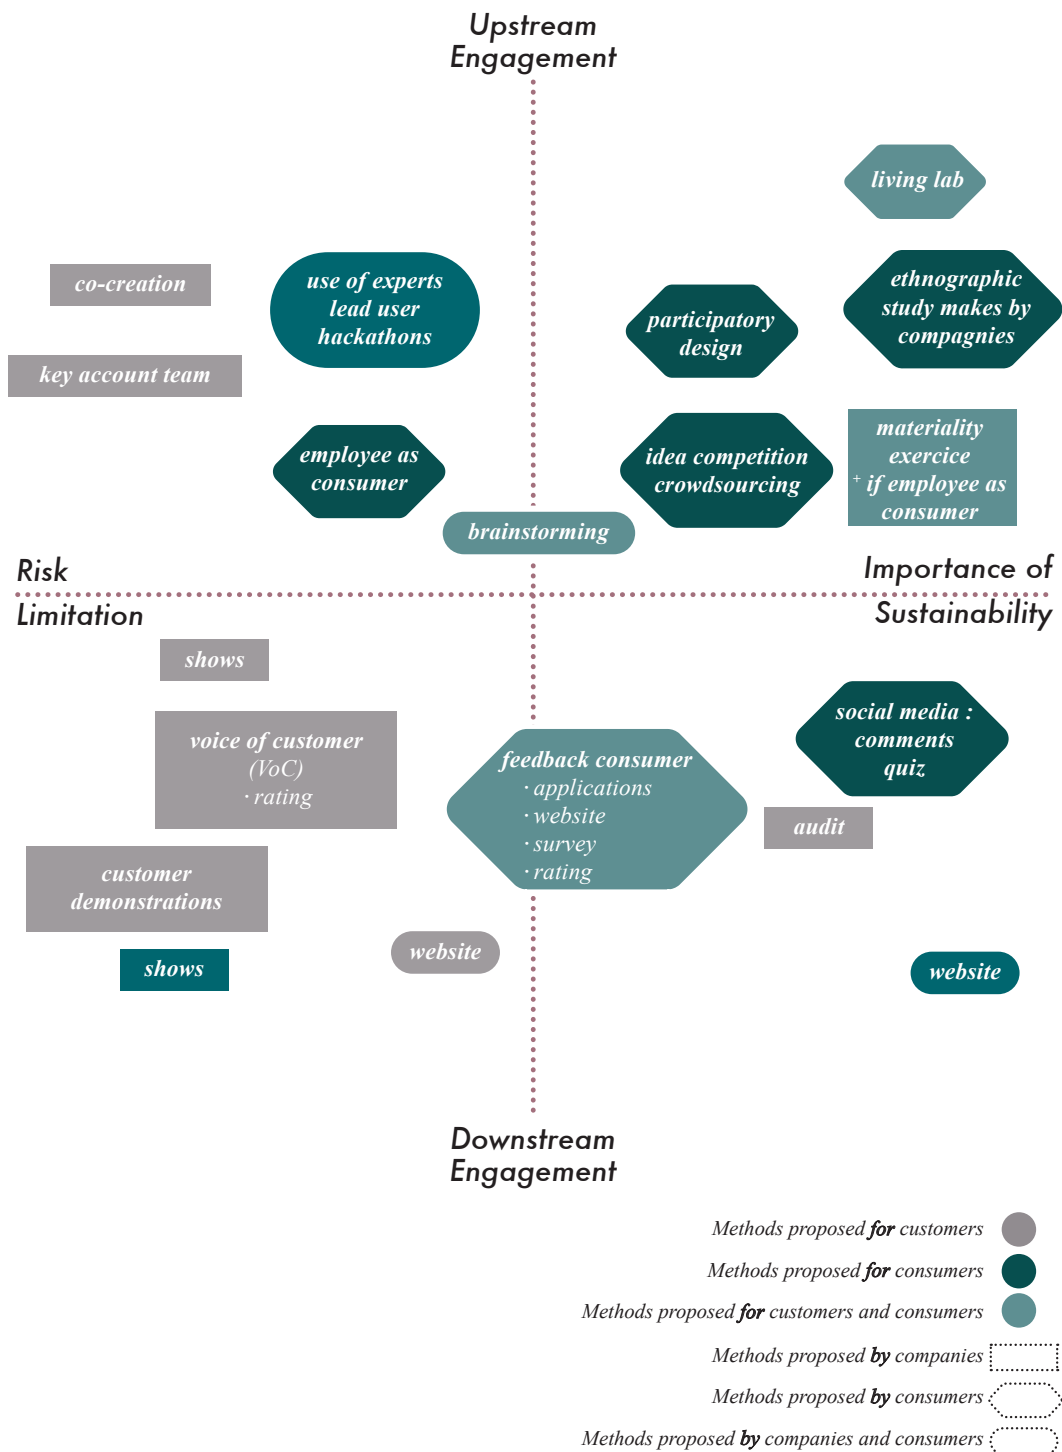 Upstream
Engagement
living lab
co-creation
use of experts
lead user
hackathons
ethnographic
study makes by
compagnies
participatory
design
key account team
employee as
consumer
idea competition
crowdsourcing
materiality
exercice
+ if employee as
consumer
brainstorming
Risk
Limitation
Importance of
Sustainability
shows
voice of customer
(VoC)
· rating
feedback consumer
· applications
· website
· survey
· rating
social media :
comments
quiz
audit
customer
demonstrations
shows
website
website
Downstream
Engagement
Methods proposed for customers
Methods proposed for consumers
Methods proposed for customers and consumers
Methods proposed by companies
Methods proposed by consumers
Methods proposed by companies and consumers